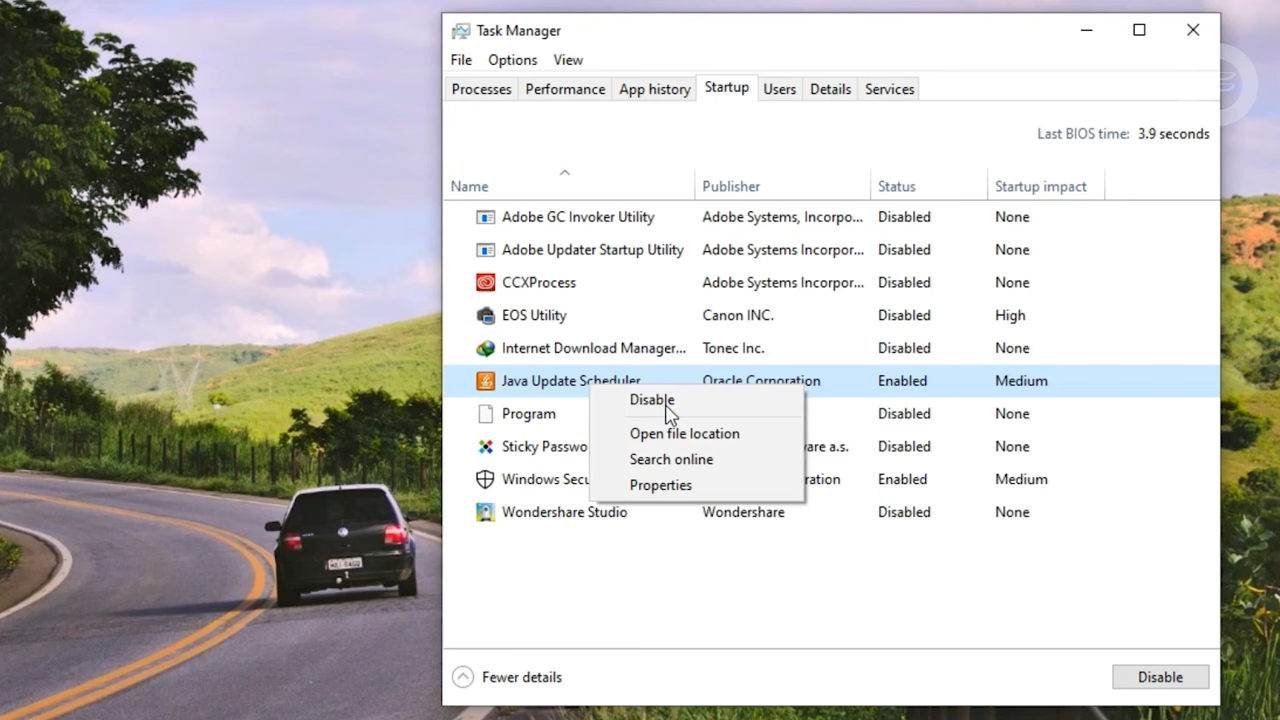 Task Manager
File Options View
Processes Performance App history Startup Users Details Services
Last BIOS time: 3.9 seconds
Name Publisher Status Startup impact
Adobe GC Invoker Utility Adobe Systems, Incorpo... Disabled None
Adobe Updater Startup Utility Adobe Systems Incorpor... Disabled None
CCXProcess Adobe Systems Incorpor... Disabled None
EOS Utility Canon INC. Disabled High
Internet Download Manager... Tonec Inc. Disabled None
Java Update Scheduler Oracle Corporation Enabled Medium
Disable
Program Disabled None
Open file location
Sticky Passwo ware a.s. Disabled None
Search online
Windows Secu ration Enabled Medium
Properties
Wondershare Studio Wondershare Disabled None
Fewer details Disable